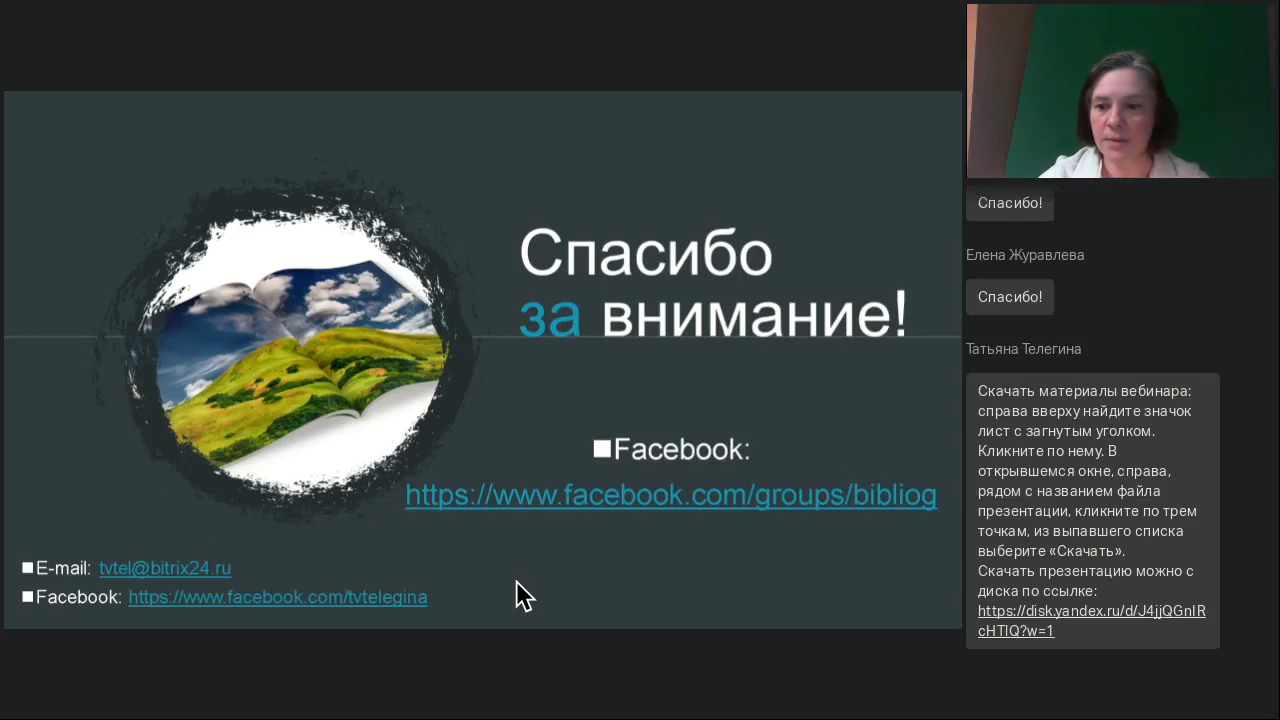 Спасибо
за внимание!
Facebook:
https://www.facebook.com/groups/bibliog
E-mail: tvtel@bitrix24.ru
Facebook: https://www.facebook.com/tvtelegina
Спасибо!
Елена Журавлева
Спасибо!
Татьяна Телегина
Скачать материалы вебинара:
справа вверху найдите значок
лист с загнутым уголком.
Кликните по нему. В
открывшемся окне, справа,
рядом с названием файла
презентации, кликните по трем
точкам, из выпавшего списка
выберите «Скачать».
Скачать презентацию можно с
диска по ссылке:
https://disk.yandex.ru/d/J4jjQGnIR
cHTlQ?w=1